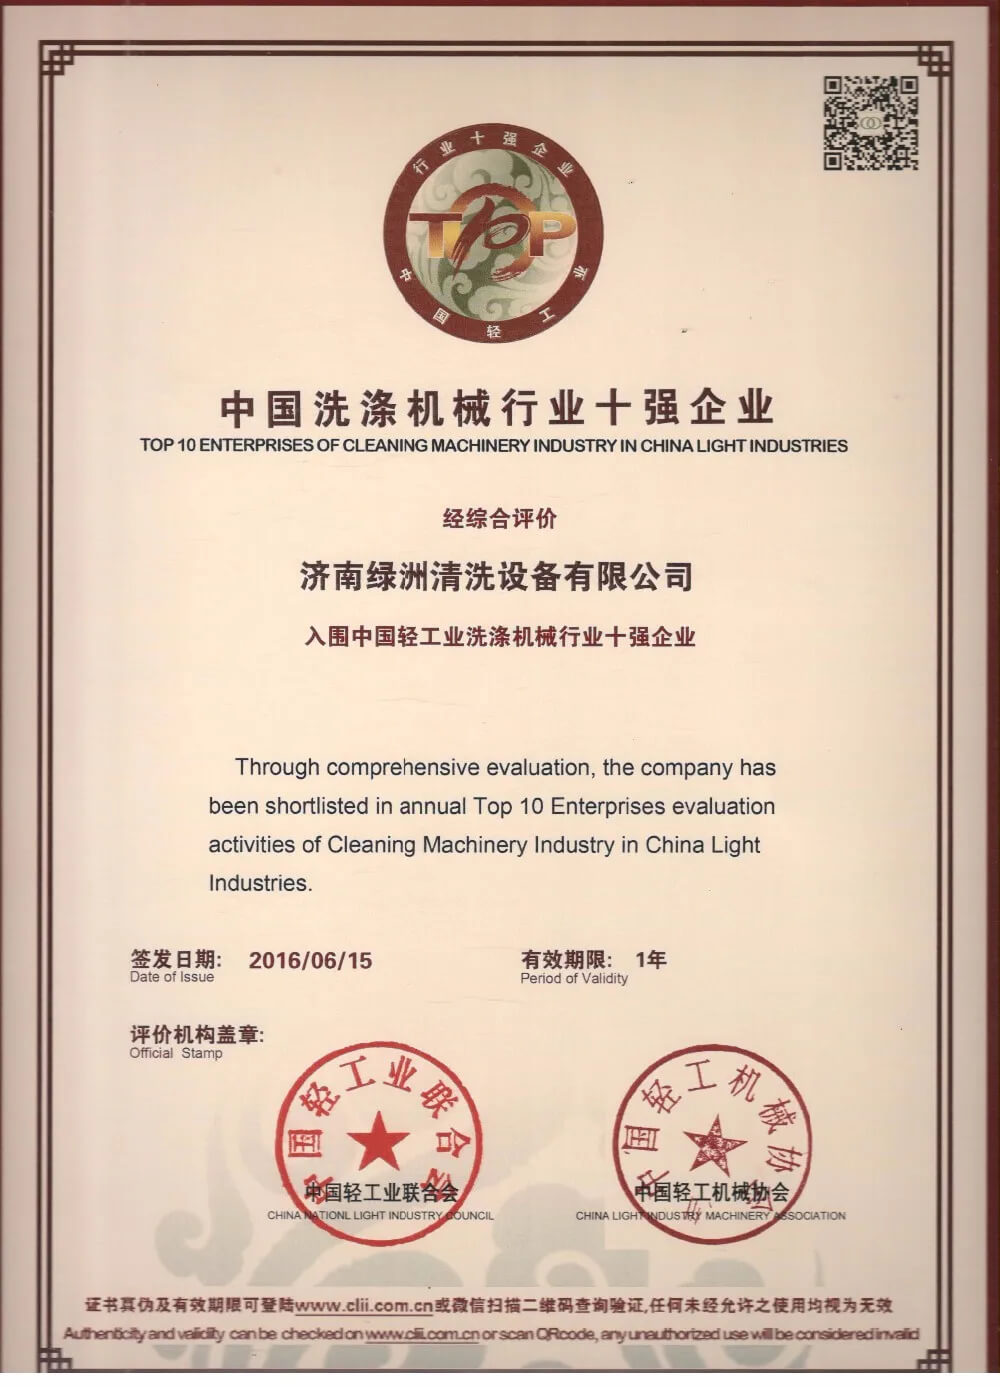 行业十强企业
TOP
中国轻工业
中国洗涤机械行业十强企业
TOP 10 ENTERPRISES OF CLEANING MACHINERY INDUSTRY IN CHINA LIGHT INDUSTRIES
经综合评价
济南绿洲清洗设备有限公司
入围中国轻工业洗涤机械行业十强企业
Through comprehensive evaluation, the company has
been shortlisted in annual Top 10 Enterprises evaluation
activities of Cleaning Machinery Industry in China Light
Industries.
签发日期: 2016/06/15 有效期限: 1年
Date of Issue Period of Validity
评价机构盖章:
Official Stamp
中国轻工业联合会
中国轻工机械协会
中国轻工业联合会 中国轻工机械协会
CHINA NATIONL LIGHT INDUSTRY COUNCIL CHINA LIGHT INDUSTRY MACHINERY ASSOCIATION
证书真伪及有效期限可登陆www.clii.com.cn或微信扫描二维码查询验证,任何未经允许之使用均视为无效
Authenticity and validity can be checked on www.clii.com.cn or scan QRcode, any unauthorized use will be considered invalid